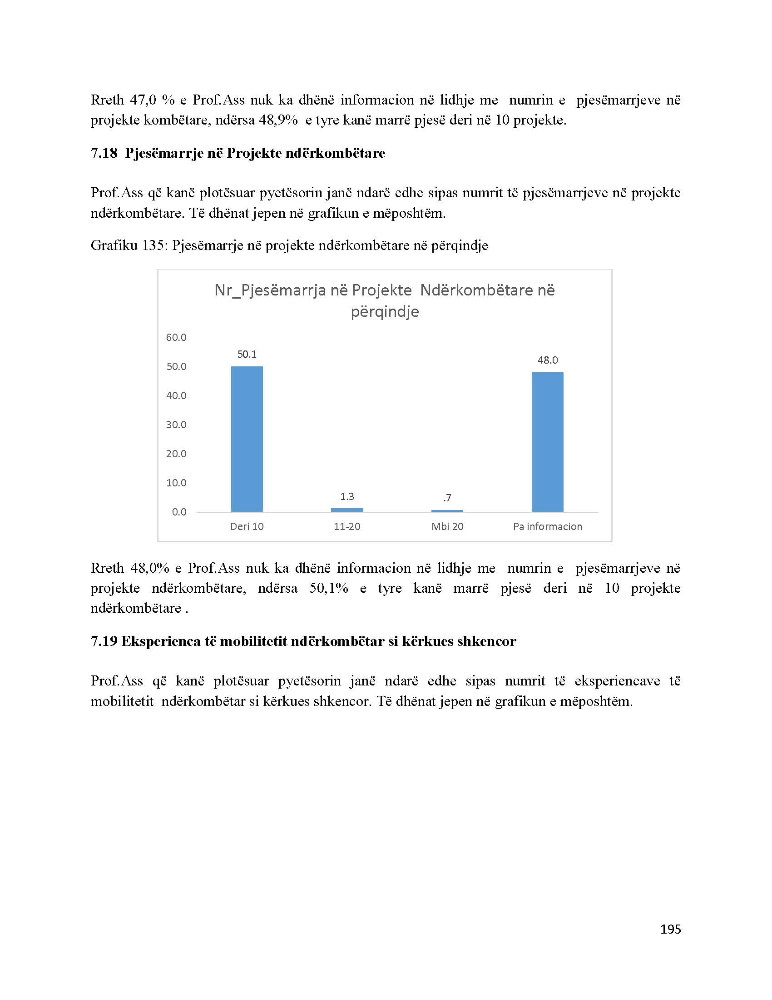 Rreth 47,0 % e Prof.Ass nuk ka dhënë informacion në lidhje me numrin e pjesëmarrjeve në
projekte kombëtare, ndërsa 48,9% e tyre kanë marrë pjesë deri në 10 projekte.
7.18 Pjesëmarrje në Projekte ndërkombëtare
Prof.Ass që kanë plotësuar pyetësorin janë ndarë edhe sipas numrit të pjesëmarrjeve në projekte
ndërkombëtare. Të dhënat jepen në grafikun e mëposhtëm.
Grafiku 135: Pjesëmarrje në projekte ndërkombëtare në përqindje
Nr_Pjesëmarrja në Projekte Ndërkombëtare në
përqindje
60.0
50.0
40.0
30.0
20.0
10.0
0.0
50.1
1.3
.7
48.0
Deri 10
11-20
Mbi 20
Pa informacion
Rreth 48,0% e Prof.Ass nuk ka dhënë informacion në lidhje me numrin e pjesëmarrjeve në
projekte ndërkombëtare, ndërsa 50,1% e tyre kanë marrë pjesë deri në 10 projekte
ndërkombëtare .
7.19 Eksperienca të mobilitetit ndërkombëtar si kërkues shkencor
Prof.Ass që kanë plotësuar pyetësorin janë ndarë edhe sipas numrit të eksperiencave të
mobilitetit ndërkombëtar si kërkues shkencor. Të dhënat jepen në grafikun e mëposhtëm.
195